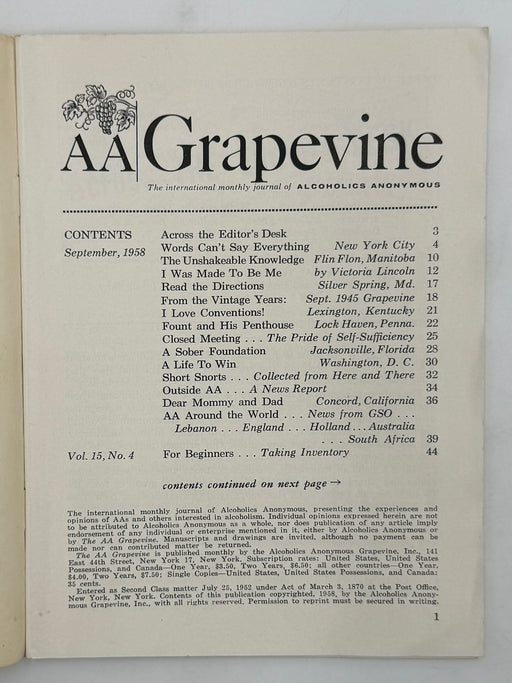 AA Grapevine
The international monthly journal of ALCOHOLICS ANONYMOUS
CONTENTS
September, 1958
Across the Editor's Desk 3
Words Can't Say Everything New York City 4
The Unshakeable Knowledge Flin Flon, Manitoba 10
I Was Made To Be Me by Victoria Lincoln 12
Read the Directions Silver Spring, Md. 17
From the Vintage Years: Sept. 1945 Grapevine 18
I Love Conventions! Lexington, Kentucky 21
Fount and His Penthouse Lock Haven, Penna. 22
Closed Meeting . . . The Pride of Self-Sufficiency 25
A Sober Foundation Jacksonville, Florida 28
A Life To Win Washington, D. C. 30
Short Snorts . . . Collected from Here and There 32
Outside AA . . . A News Report 34
Dear Mommy and Dad Concord, California 36
AA Around the World . . . News from GSO . . .
Lebanon . . . England . . . Holland . . . Australia
. . . South Africa 39
Vol. 15, No. 4 For Beginners . . . Taking Inventory 44
contents continued on next page →
The international monthly journal of Alcoholics Anonymous, presenting the experiences and
opinions of AAs and others interested in alcoholism. Individual opinions expressed herein are not
to be attributed to Alcoholics Anonymous as a whole, nor does publication of any article imply
endorsement of any individual or enterprise mentioned in it, either by Alcoholics Anonymous or
by The AA Grapevine. Manuscripts and drawings are invited, although no payment can be
made nor can contributed matter be returned.
The AA Grapevine is published monthly by the Alcoholics Anonymous Grapevine, Inc., 141
East 44th Street, New York 17, New York. Subscription rates: United States, United States
Possessions, and Canada—One Year, $3.50, Two Years, $6.50; all other countries—One Year,
$4.00, Two Years, $7.50; Single Copies—United States, United States Possessions, and Canada:
35 cents.
Entered as Second Class matter July 25, 1952 under Act of March 3, 1870 at the Post Office,
New York, New York. Contents of this publication copyrighted, 1958, by the Alcoholics Anony-
mous Grapevine, Inc., with all rights reserved. Permission to reprint must be secured in writing.
1